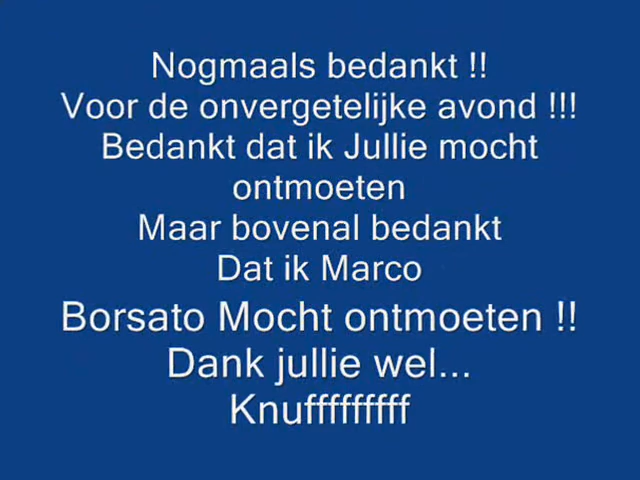 Nogmaals bedankt !!
Voor de onvergetelijke avond !!!
Bedankt dat ik Jullie mocht
ontmoeten
Maar bovenal bedankt
Dat ik Marco
Borsato Mocht ontmoeten !!
Dank jullie wel...
Knufffffffff